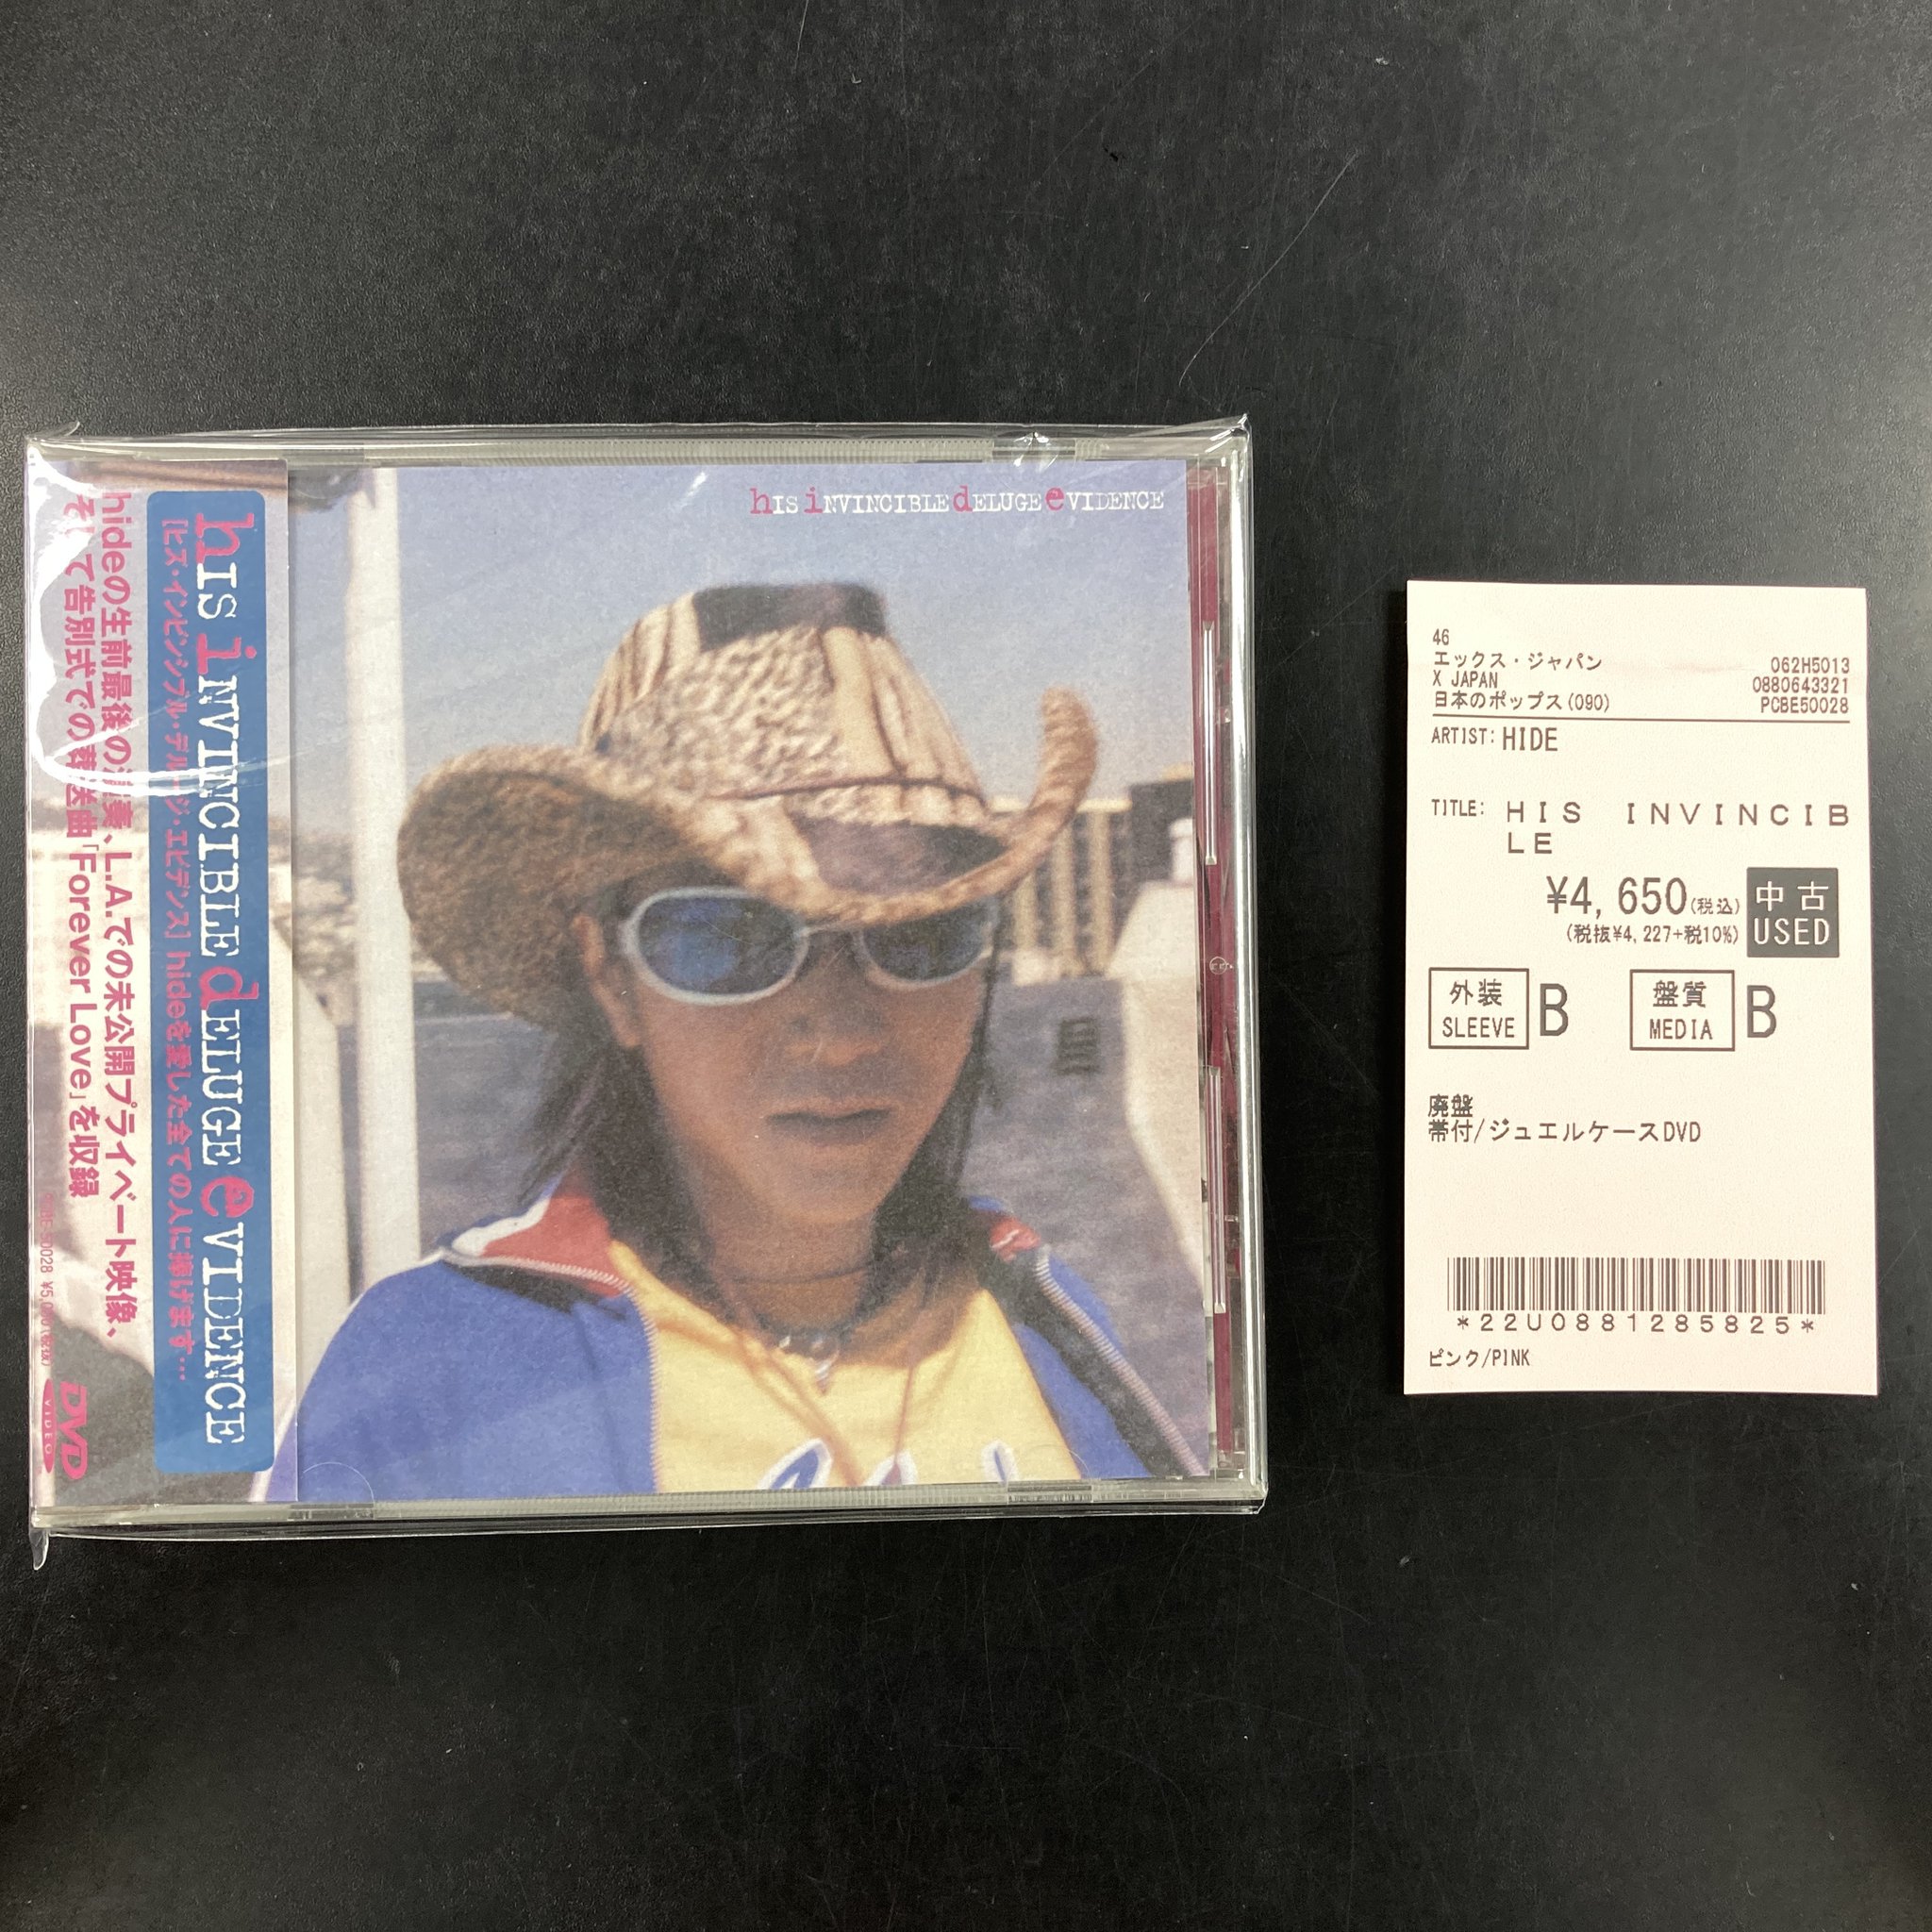 hIS iNVINCIBLE dELUGE eVIDENCE
hIS iNVINCIBLE dELUGE eVIDENCE
[ヒズ・インビンシブル・デルージ・エビデンス] hideを愛した全ての人に捧げます…
hideの生前最後の演奏、L.A.での未公開プライベート映像、
そして告別式での葬送曲「Forever Love」を収録
DVD
VIDEO
46
エックス・ジャパン
X JAPAN
日本のポップス(090)
062H5013
0880643321
PCBE50028
ARTIST: HIDE
TITLE: HIS INVINCIB
LE
¥4,650(税込)
(税抜¥4,227+税10%)
中古
USED
外装
SLEEVE
B
盤質
MEDIA
B
廃盤
帯付/ジュエルケースDVD
*22U0881285825*
ピンク/PINK